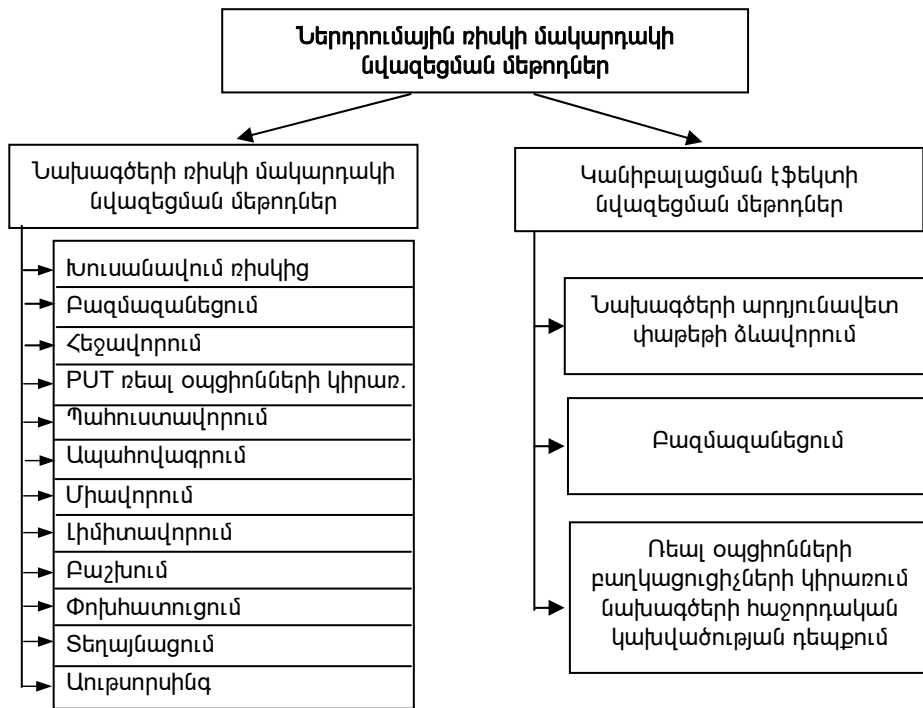 Ներդրումային ռիսկի մակարդակի
նվազեցման մեթոդներ
Նախագծերի ռիսկի մակարդակի
նվազեցման մեթոդներ
Խուսանավում ռիսկից
Բազմազանեցում
Հեջավորում
PUT ռեալ օպցիոնների կիրառ.
Պահուստավորում
Ապահովագրում
Միավորում
Լիմիտավորում
Բաշխում
Փոխհատուցում
Տեղայնացում
Աութսորսինգ
Կանիբալացման էֆեկտի
նվազեցման մեթոդներ
Նախագծերի արդյունավետ
փաթեթի ձևավորում
Բազմազանեցում
Ռեալ օպցիոնների
բաղկացուցիչների կիրառում
նախագծերի հաջորդական
կախվածության դեպքում